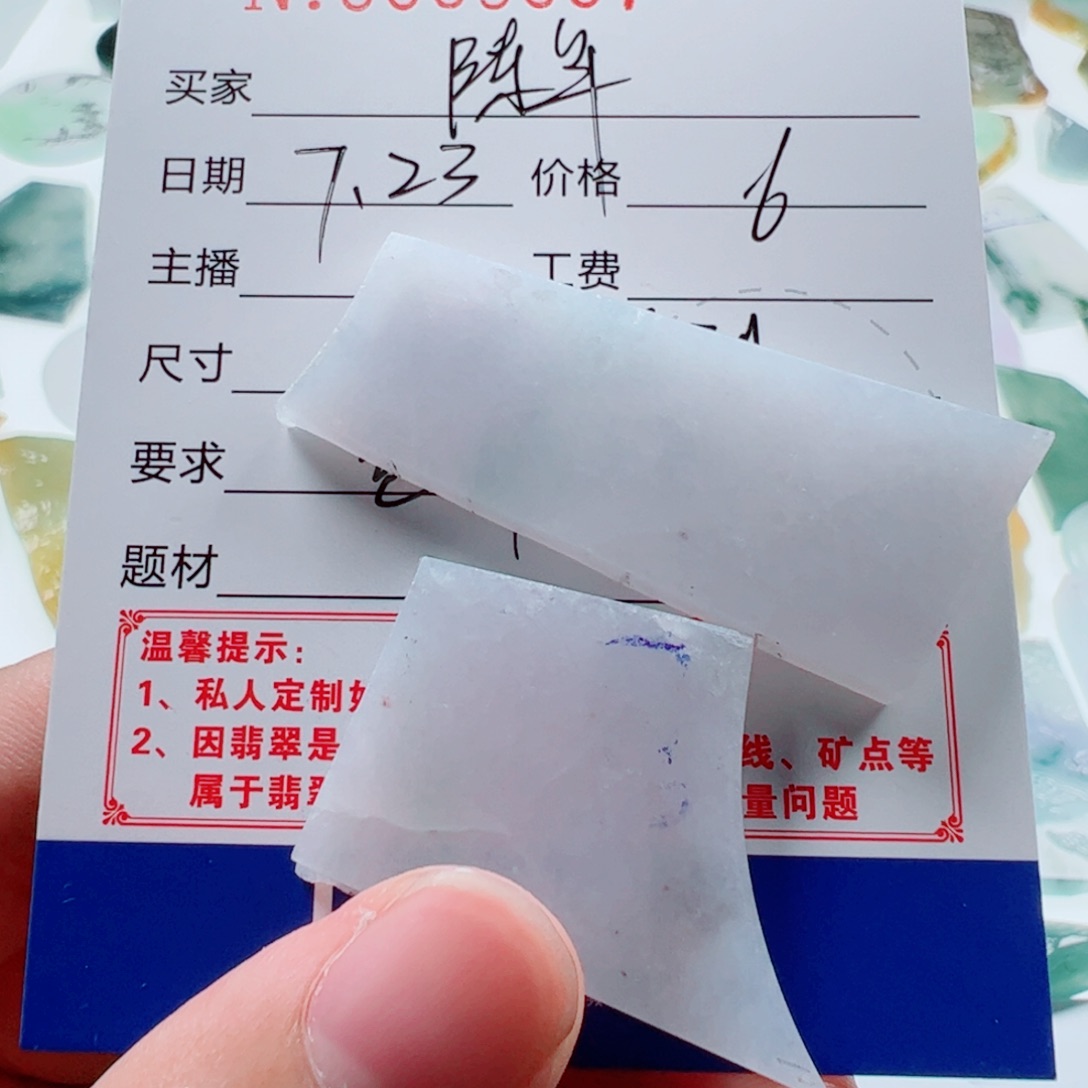 买家 陈年
日期 7.23 价格 6
主播 工费
尺寸
要求
题材
温馨提示:
1、私人定制
2、因翡翠是 线、矿点等
属于翡 量问题